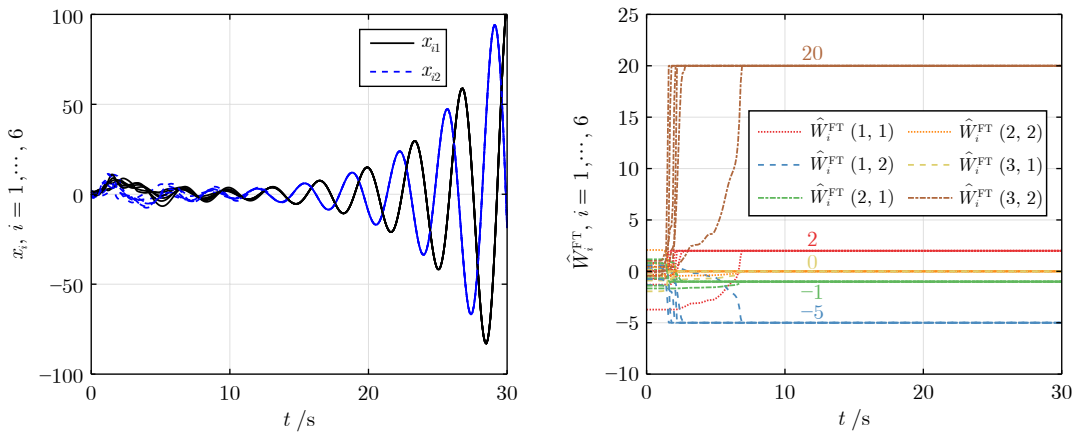 100
50
0
−50
−100
0
10
20
30
x_i, i = 1, ⋯, 6
t /s
x_{i1}
x_{i2}
25
20
15
10
5
0
−5
−10
0
10
20
30
Ŵ_i^{FT}, i = 1, ⋯, 6
t /s
20
Ŵ_i^{FT} (1, 1)
Ŵ_i^{FT} (2, 2)
Ŵ_i^{FT} (1, 2)
Ŵ_i^{FT} (3, 1)
Ŵ_i^{FT} (2, 1)
Ŵ_i^{FT} (3, 2)
2
0
−1
−5